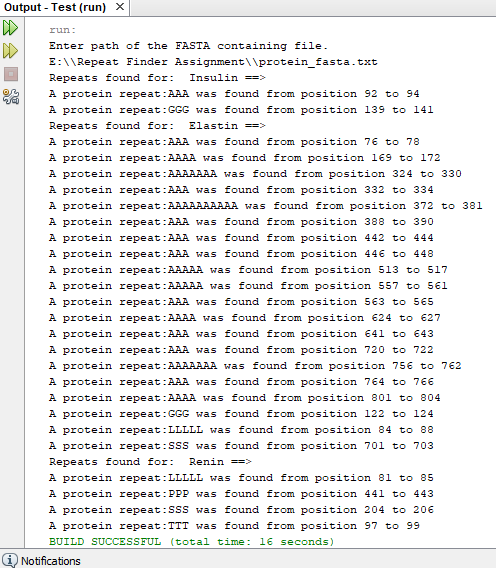 Output - Test (run) ×
run:
Enter path of the FASTA containing file.
E:\\Repeat Finder Assignment\\protein_fasta.txt
Repeats found for:  Insulin ==>
A protein repeat:AAA was found from position 92 to 94
A protein repeat:GGG was found from position 139 to 141
Repeats found for:  Elastin ==>
A protein repeat:AAA was found from position 76 to 78
A protein repeat:AAAA was found from position 169 to 172
A protein repeat:AAAAAAA was found from position 324 to 330
A protein repeat:AAA was found from position 332 to 334
A protein repeat:AAAAAAAAAA was found from position 372 to 381
A protein repeat:AAA was found from position 388 to 390
A protein repeat:AAA was found from position 442 to 444
A protein repeat:AAA was found from position 446 to 448
A protein repeat:AAAAA was found from position 513 to 517
A protein repeat:AAAAA was found from position 557 to 561
A protein repeat:AAA was found from position 563 to 565
A protein repeat:AAAA was found from position 624 to 627
A protein repeat:AAA was found from position 641 to 643
A protein repeat:AAA was found from position 720 to 722
A protein repeat:AAAAAAA was found from position 756 to 762
A protein repeat:AAA was found from position 764 to 766
A protein repeat:AAAA was found from position 801 to 804
A protein repeat:GGG was found from position 122 to 124
A protein repeat:LLLLL was found from position 84 to 88
A protein repeat:SSS was found from position 701 to 703
Repeats found for:  Renin ==>
A protein repeat:LLLLL was found from position 81 to 85
A protein repeat:PPP was found from position 441 to 443
A protein repeat:SSS was found from position 204 to 206
A protein repeat:TTT was found from position 97 to 99
BUILD SUCCESSFUL (total time: 16 seconds)
Notifications